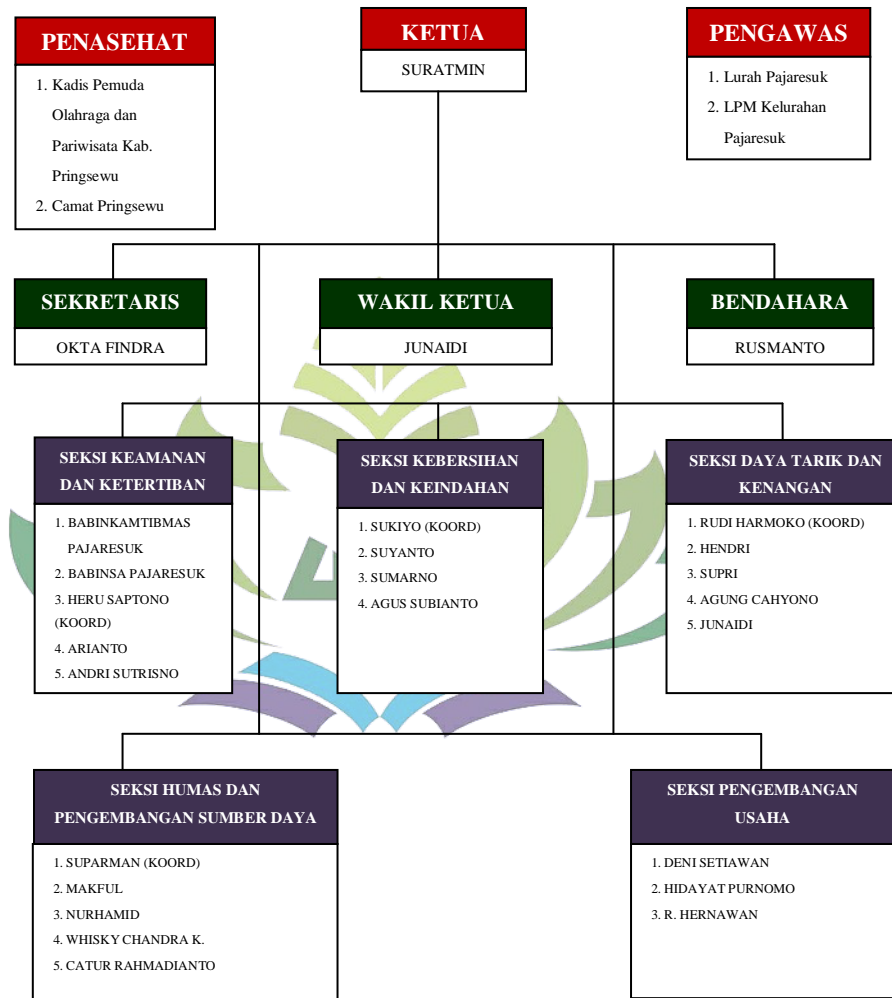 PENASEHAT
1. Kadis Pemuda
Olahraga dan
Pariwisata Kab.
Pringsewu
2. Camat Pringsewu
KETUA
SURATMIN
PENGAWAS
1. Lurah Pajaresuk
2. LPM Kelurahan
Pajaresuk
SEKRETARIS
OKTA FINDRA
WAKIL KETUA
JUNAIDI
BENDAHARA
RUSMANTO
SEKSI KEAMANAN
DAN KETERTIBAN
1. BABINKAMTIBMAS
PAJARESUK
2. BABINSA PAJARESUK
3. HERU SAPTONO
(KOORD)
4. ARIANTO
5. ANDRI SUTRISNO
SEKSI KEBERSIHAN
DAN KEINDAHAN
1. SUKIYO (KOORD)
2. SUYANTO
3. SUMARNO
4. AGUS SUBIANTO
SEKSI DAYA TARIK DAN
KENANGAN
1. RUDI HARMOKO (KOORD)
2. HENDRI
3. SUPRI
4. AGUNG CAHYONO
5. JUNAIDI
SEKSI HUMAS DAN
PENGEMBANGAN SUMBER DAYA
1. SUPARMAN (KOORD)
2. MAKFUL
3. NURHAMID
4. WHISKY CHANDRA K.
5. CATUR RAHMADIANTO
SEKSI PENGEMBANGAN
USAHA
1. DENI SETIAWAN
2. HIDAYAT PURNOMO
3. R. HERNAWAN